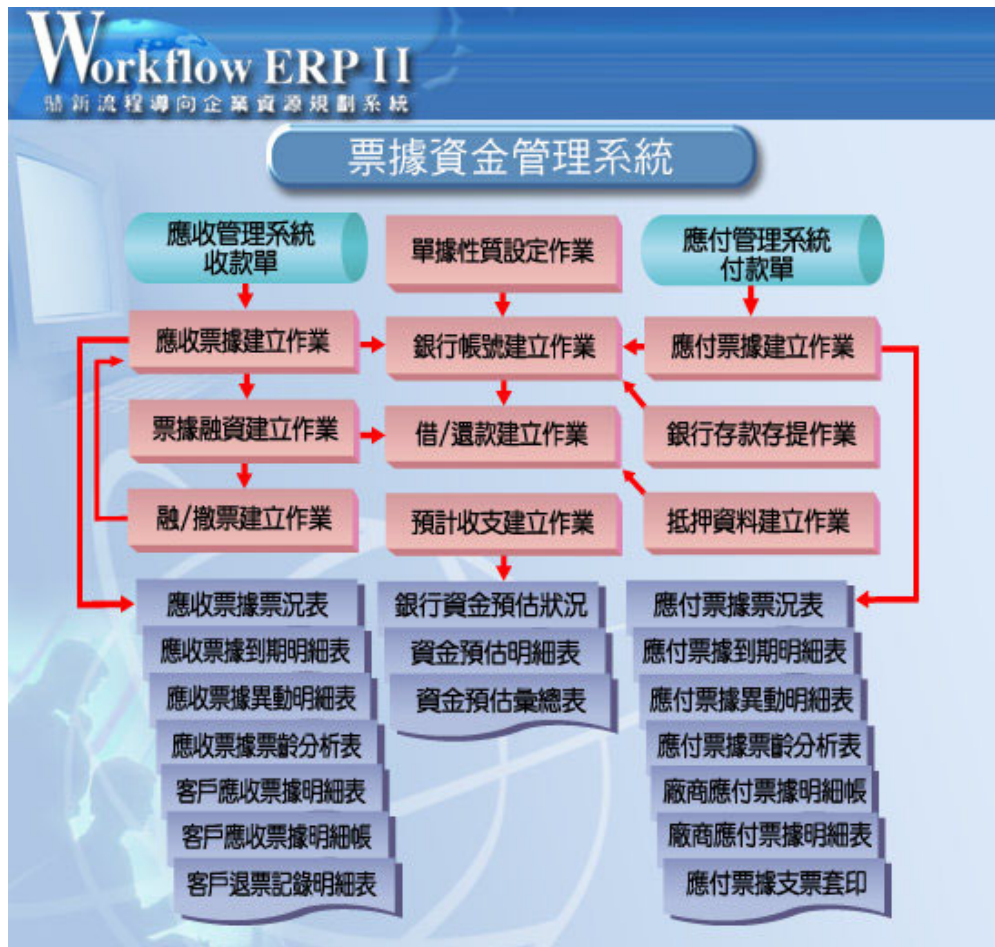 Workflow ERP II
鼎新流程導向企業資源規劃系統
票據資金管理系統
應收管理系統
收款單
單據性質設定作業
應付管理系統
付款單
應收票據建立作業
銀行帳號建立作業
應付票據建立作業
票據融資建立作業
借/還款建立作業
銀行存款存提作業
融/撤票建立作業
預計收支建立作業
抵押資料建立作業
應收票據票況表
應收票據到期明細表
應收票據異動明細表
應收票據票齡分析表
客戶應收票據明細表
客戶應收票據明細帳
客戶退票記錄明細表
銀行資金預估狀況
資金預估明細表
資金預估彙總表
應付票據票況表
應付票據到期明細表
應付票據異動明細表
應付票據票齡分析表
廠商應付票據明細帳
廠商應付票據明細表
應付票據支票套印